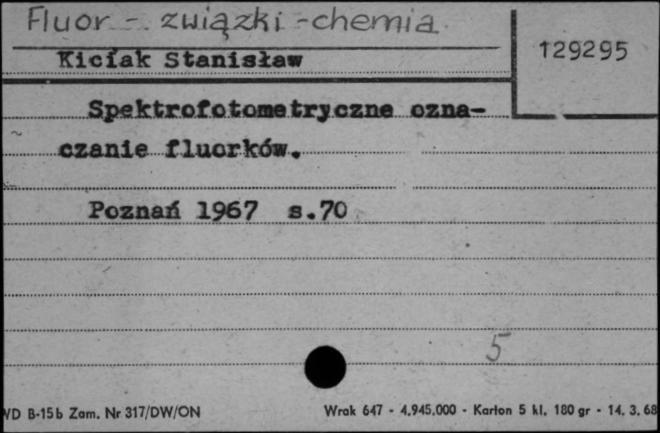 Fluor - związki - chemia
129295
Kiciak Stanisław
Spektrofotometryczne ozna-
czanie fluorków.
Poznań 1967 s.70
5
WD B-15b Zam. Nr 317/DW/ON
Wrak 647 - 4.945.000 - Karton 5 kl. 180 gr - 14. 3. 68